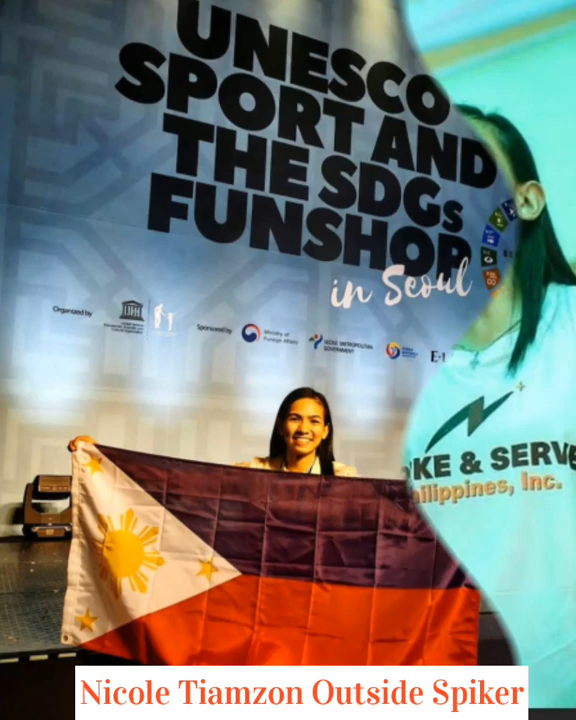 UNESCO
SPORT AND
THE SDGs
FUNSHOP
in Seoul
Organized by
Sponsored by
Ministry of
Foreign Affairs
SEOUL METROPOLITAN
GOVERNMENT
KE & SERVE
hilippines, Inc.
Nicole Tiamzon Outside Spiker